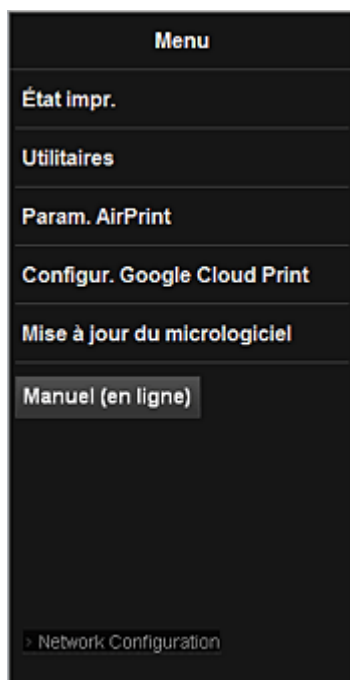 Menu
État impr.
Utilitaires
Param. AirPrint
Configur. Google Cloud Print
Mise à jour du micrologiciel
Manuel (en ligne)
› Network Configuration